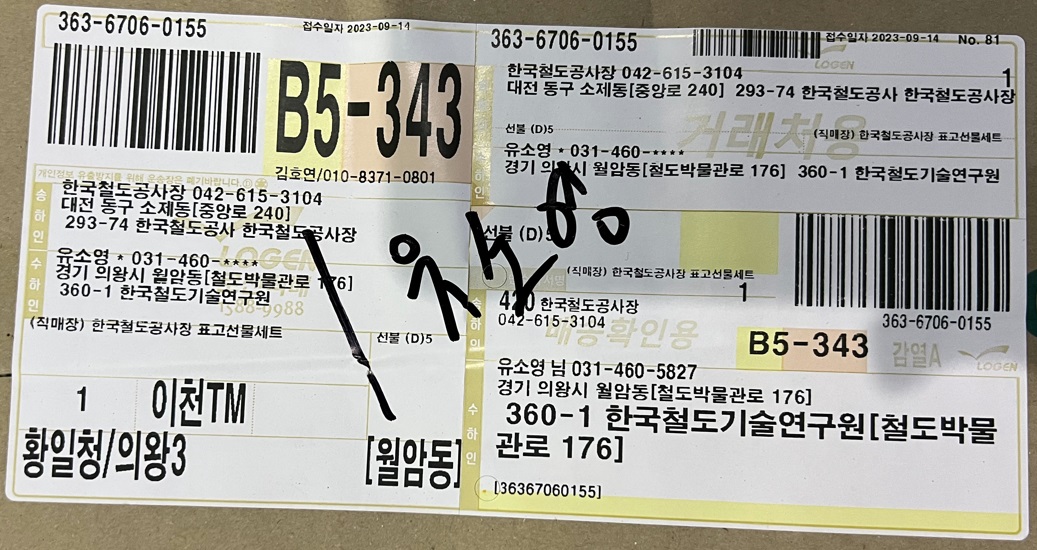 363-6706-0155
접수일자 2023-09-14
B5-343
김호연/010-8371-0801
개인정보 유출방지를 위해 운송장은 폐기바랍니다
송하인
한국철도공사장 042-615-3104
대전 동구 소제동[중앙로 240]
293-74 한국철도공사 한국철도공사장
LOGEN
수하인
유소영 * 031-460-****
경기 의왕시 월암동[철도박물관로 176]
360-1 한국철도기술연구원
1588-9988
(직매장) 한국철도공사장 표고선물세트
선불 (D)5
1
이천TM
황일청/의왕3
[월암동]
363-6706-0155
접수일자 2023-09-14
No. 81
LOGEN
한국철도공사장 042-615-3104
1
대전 동구 소제동[중앙로 240] 293-74 한국철도공사 한국철도공사장
거래처용
선불 (D)5
(직매장) 한국철도공사장 표고선물세트
유소영 * 031-460-****
경기 의왕시 월암동[철도박물관로 176] 360-1 한국철도기술연구원
선불 (D)5
(직매장) 한국철도공사장 표고선물세트
1
한국철도공사장
042-615-3104
363-6706-0155
배송확인용
B5-343
감열A
LOGEN
유소영 님 031-460-5827
경기 의왕시 월암동[철도박물관로 176]
수하인
360-1 한국철도기술연구원[철도박물
관로 176]
[36367060155]